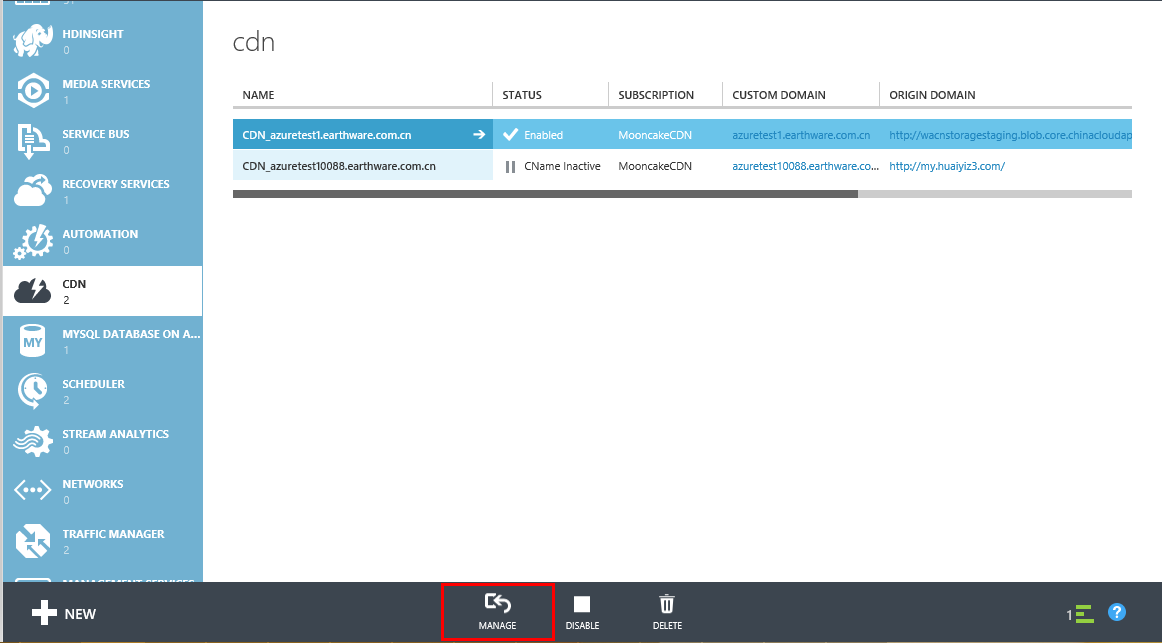 HDINSIGHT
0
MEDIA SERVICES
1
SERVICE BUS
0
RECOVERY SERVICES
1
AUTOMATION
0
CDN
2
MY
MYSQL DATABASE ON A...
1
SCHEDULER
2
STREAM ANALYTICS
0
NETWORKS
0
TRAFFIC MANAGER
2
MANAGEMENT SERVICES
cdn
NAME STATUS SUBSCRIPTION CUSTOM DOMAIN ORIGIN DOMAIN
CDN_azuretest1.earthware.com.cn Enabled MooncakeCDN azuretest1.earthware.com.cn http://wacnstoragestaging.blob.core.chinacloudap
CDN_azuretest10088.earthware.com.cn CName Inactive MooncakeCDN azuretest10088.earthware.co... http://my.huaiyiz3.com/
NEW
MANAGE
DISABLE
DELETE
1
?